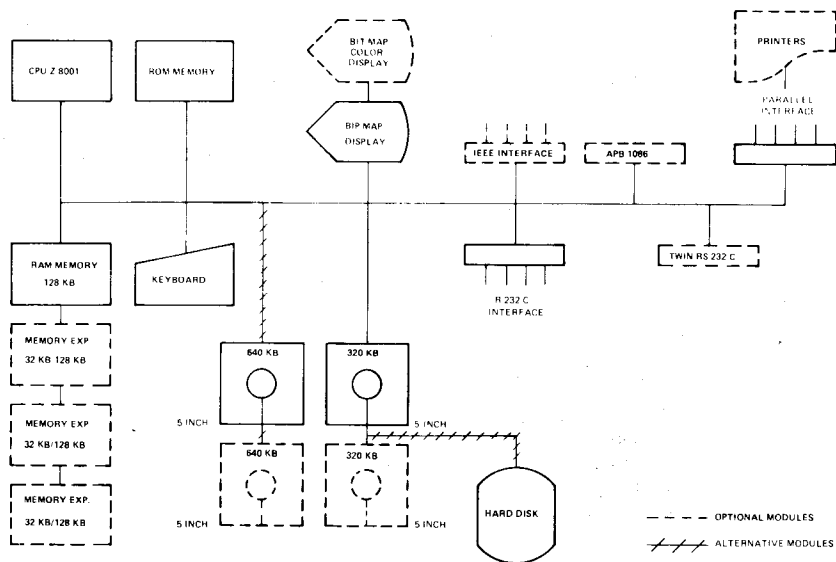 CPU Z 8001
ROM MEMORY
BIT MAP
COLOR
DISPLAY
BIP MAP
DISPLAY
PRINTERS
PARALLEL
INTERFACE
IEEE INTERFACE
APB 1086
RAM MEMORY
128 KB
KEYBOARD
R 232 C
INTERFACE
TWIN RS 232 C
MEMORY EXP
32 KB 128 KB
MEMORY EXP
32 KB/128 KB
MEMORY EXP.
32 KB/128 KB
640 KB
5 INCH
320 KB
5 INCH
640 KB
5 INCH
320 KB
5 INCH
HARD DISK
OPTIONAL MODULES
ALTERNATIVE MODULES